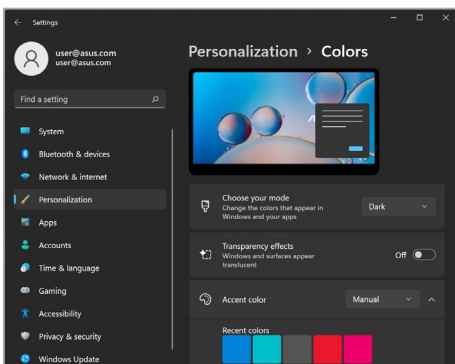 Settings
user@asus.com
user@asus.com
Find a setting
System
Bluetooth & devices
Network & internet
Personalization
Apps
Accounts
Time & language
Gaming
Accessibility
Privacy & security
Windows Update
Personalization > Colors
Choose your mode
Change the colors that appear in
Windows and your apps
Dark
Transparency effects
Windows and surfaces appear
translucent
Off
Accent color
Manual
Recent colors